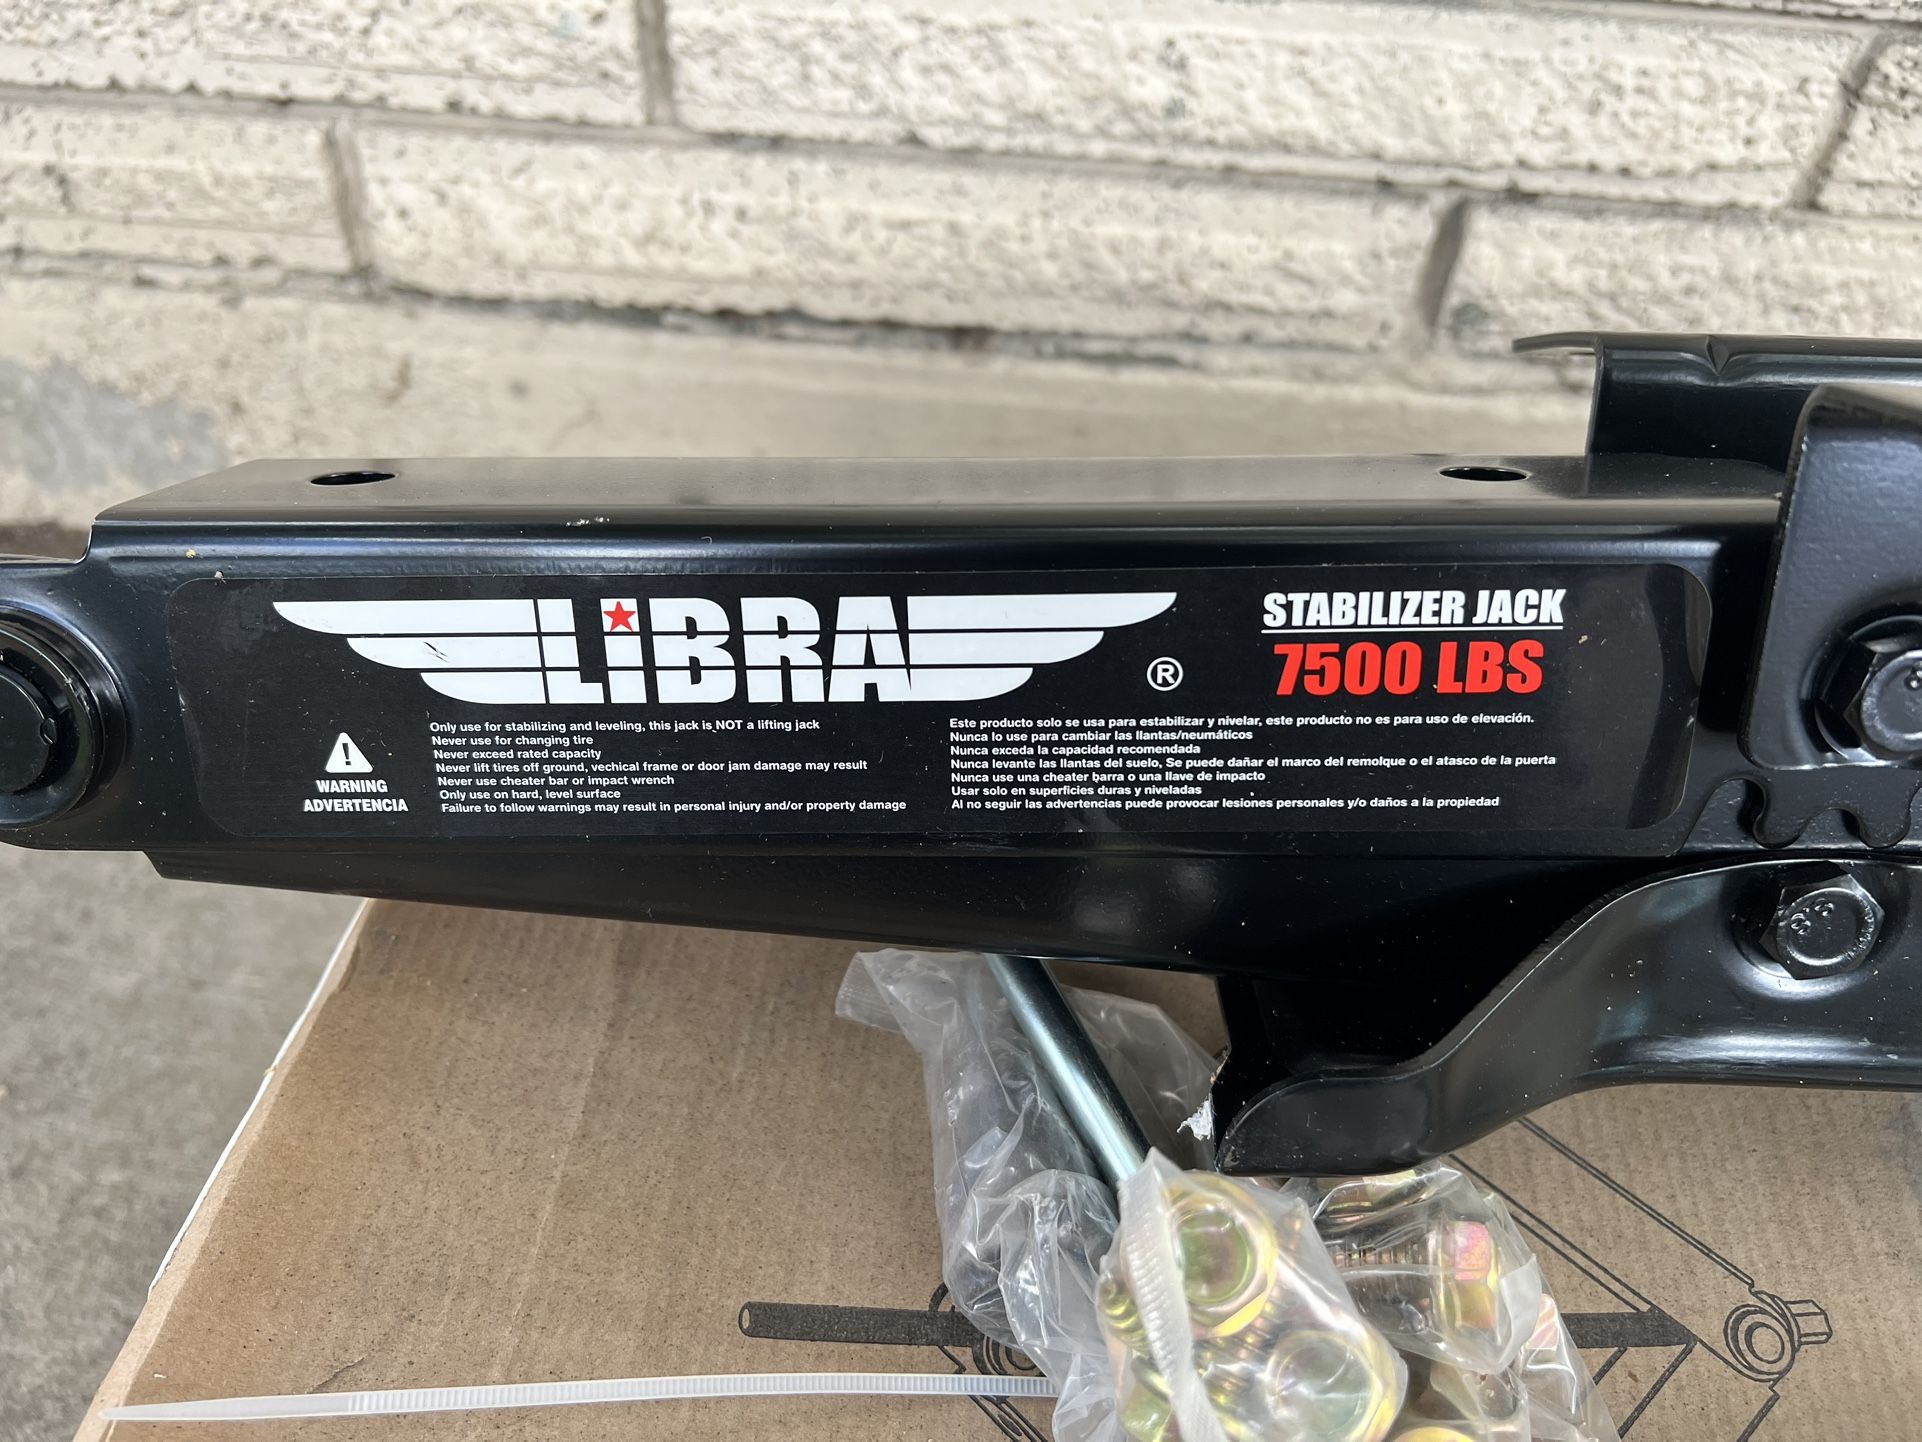 LiBRA
®
STABILIZER JACK
7500 LBS
WARNING
ADVERTENCIA
Only use for stabilizing and leveling, this jack is NOT a lifting jack
Never use for changing tire
Never exceed rated capacity
Never lift tires off ground, vechical frame or door jam damage may result
Never use cheater bar or impact wrench
Only use on hard, level surface
Failure to follow warnings may result in personal injury and/or property damage
Este producto solo se usa para estabilizar y nivelar, este producto no es para uso de elevación.
Nunca lo use para cambiar las llantas/neumáticos
Nunca exceda la capacidad recomendada
Nunca levante las llantas del suelo, Se puede dañar el marco del remolque o el atasco de la puerta
Nunca use una cheater barra o una llave de impacto
Usar solo en superficies duras y niveladas
Al no seguir las advertencias puede provocar lesiones personales y/o daños a la propiedad